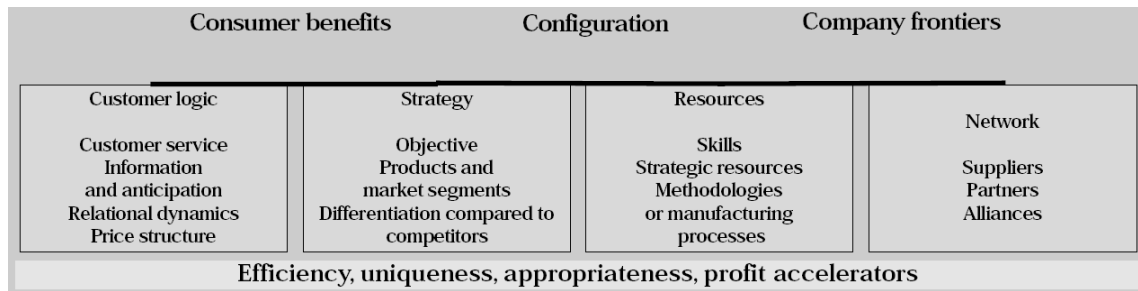 Consumer benefits
Configuration
Company frontiers
Customer logic
Customer service
Information
and anticipation
Relational dynamics
Price structure
Strategy
Objective
Products and
market segments
Differentiation compared to
competitors
Resources
Skills
Strategic resources
Methodologies
or manufacturing
processes
Network
Suppliers
Partners
Alliances
Efficiency, uniqueness, appropriateness, profit accelerators